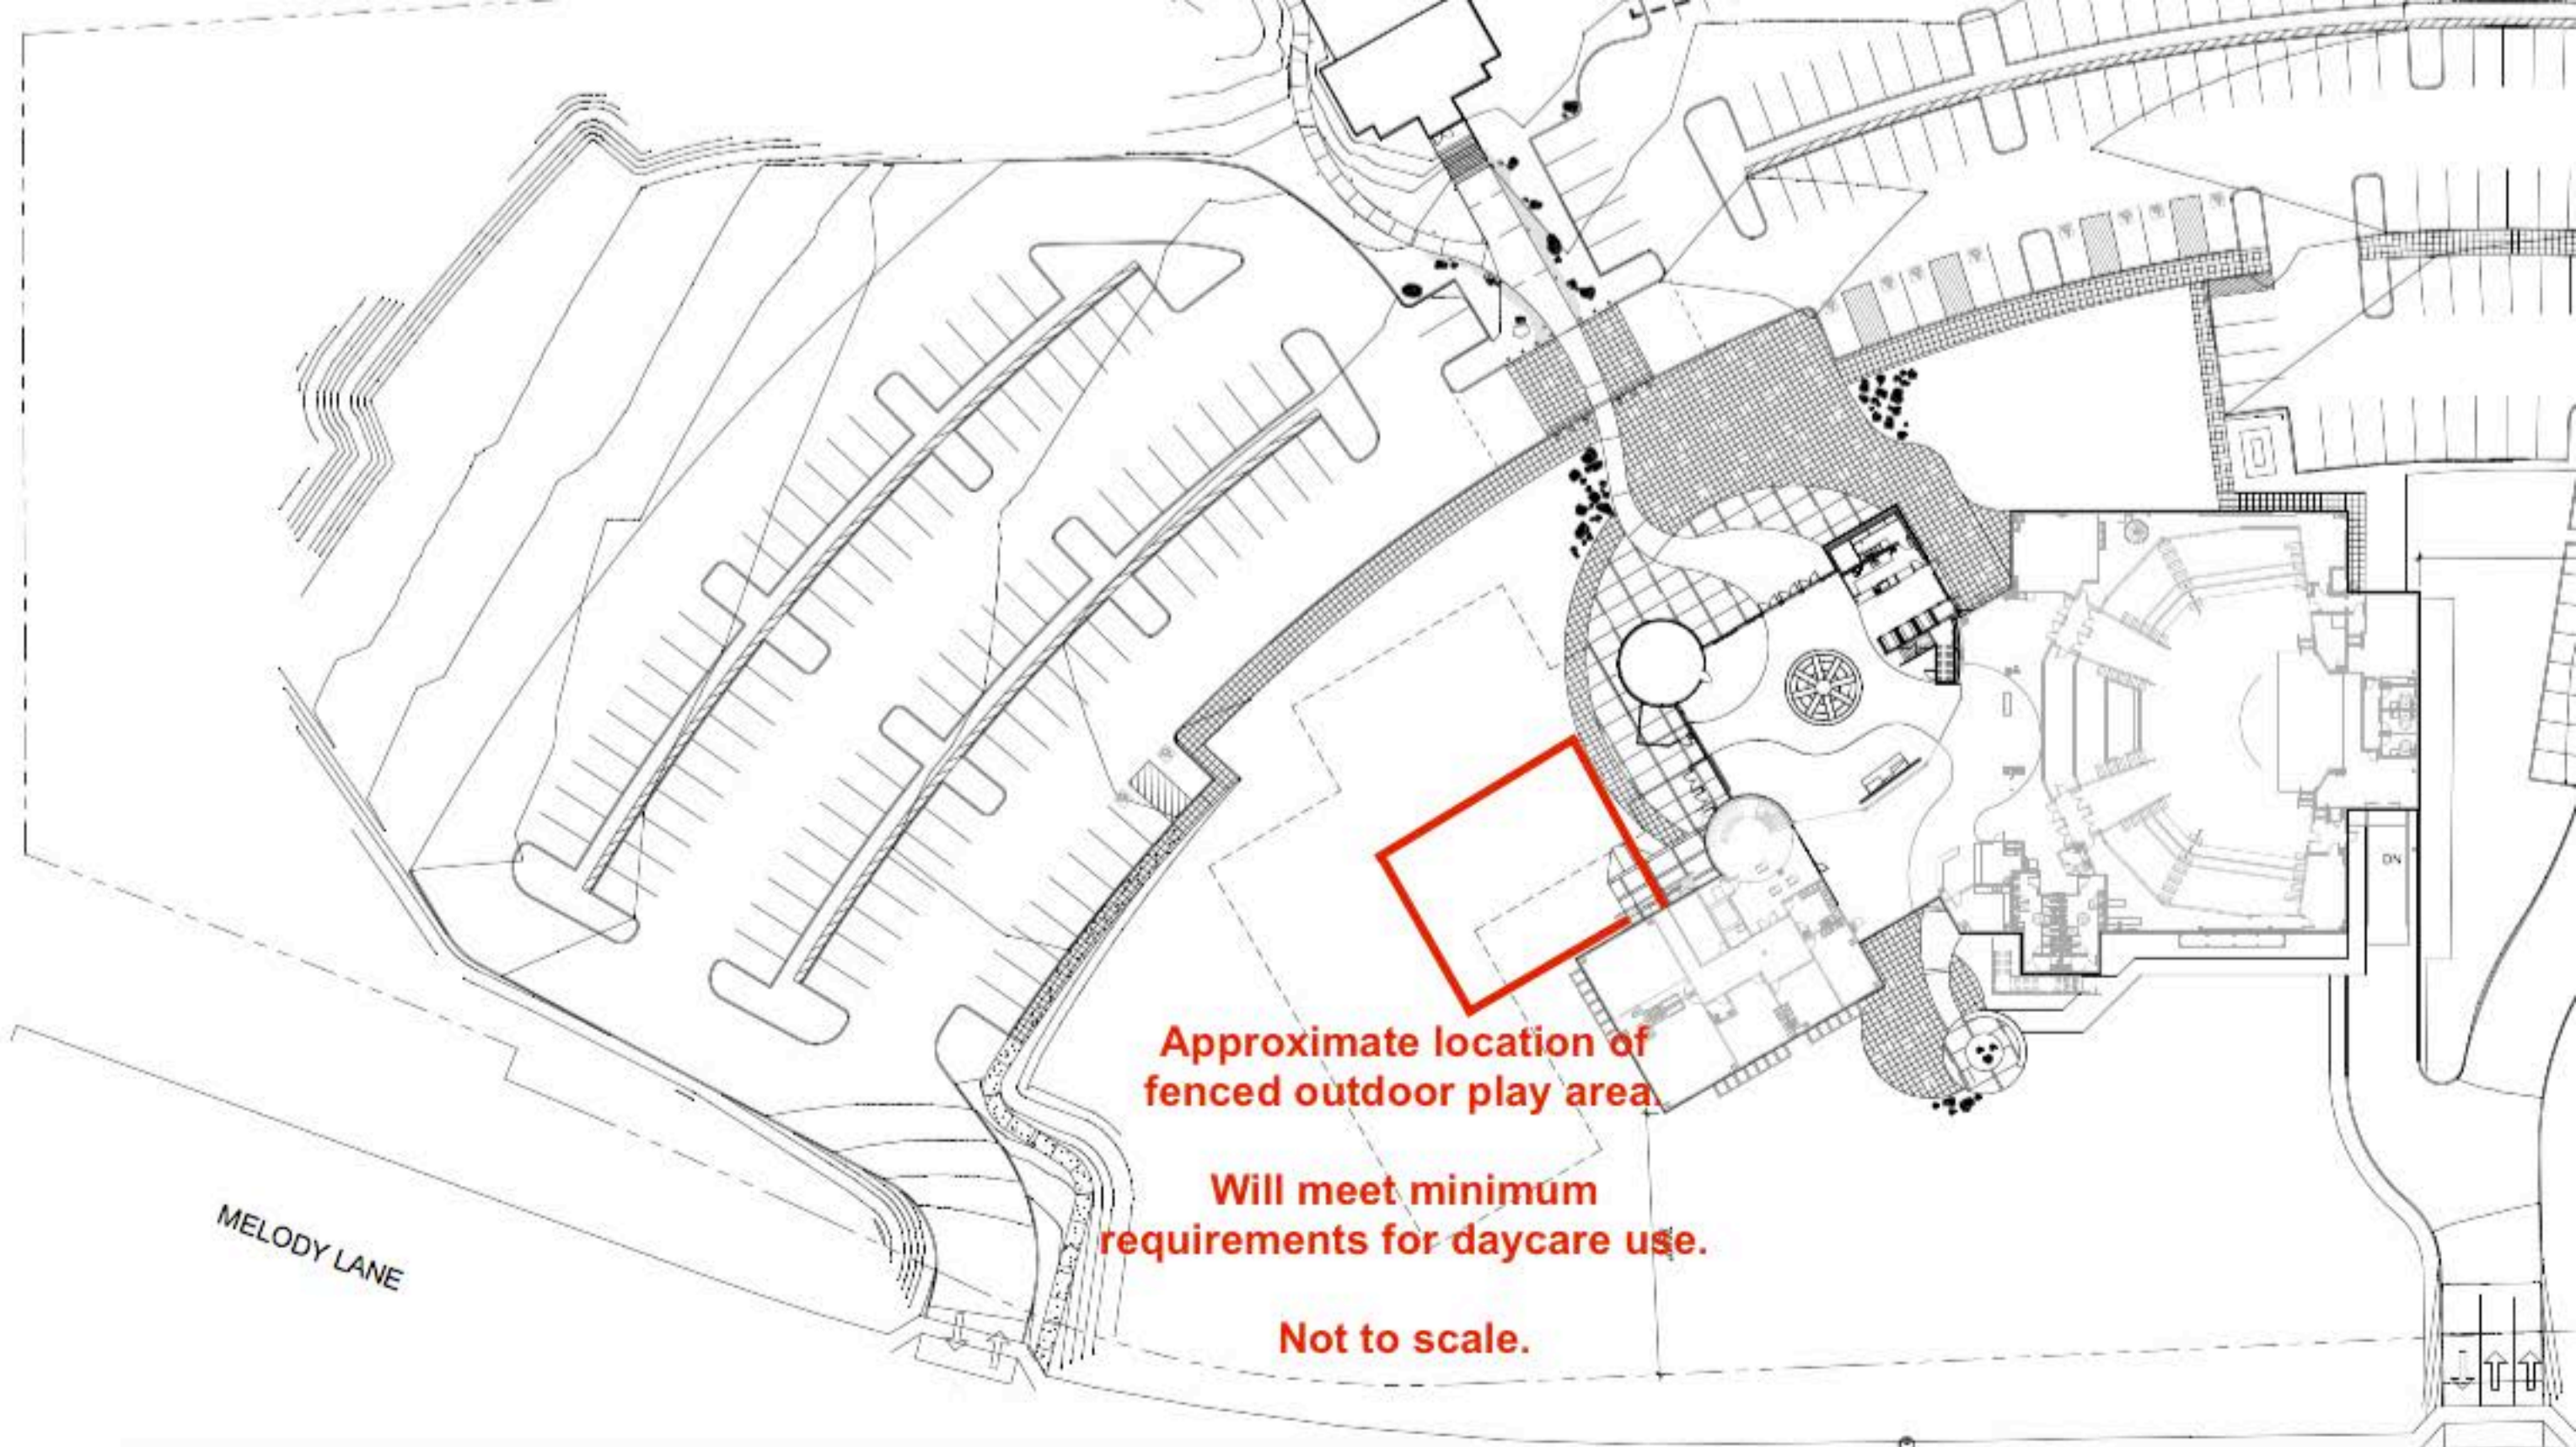 DN
Approximate location of
fenced outdoor play area.
Will meet minimum
requirements for daycare use.
Not to scale.
MELODY LANE